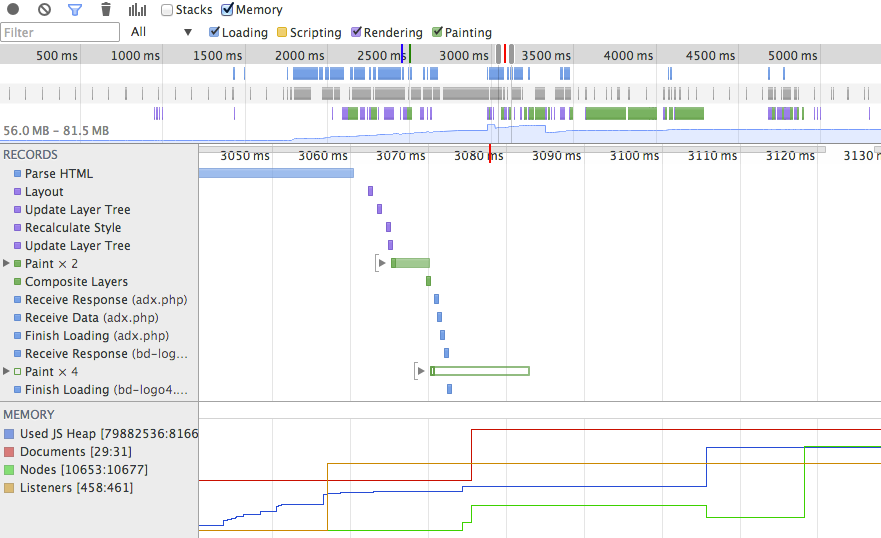 Stacks Memory
Filter All Loading Scripting Rendering Painting
500 ms 1000 ms 1500 ms 2000 ms 2500 ms 3000 ms 3500 ms 4000 ms 4500 ms 5000 ms
56.0 MB – 81.5 MB
RECORDS 3050 ms 3060 ms 3070 ms 3080 ms 3090 ms 3100 ms 3110 ms 3120 ms 3130
Parse HTML
Layout
Update Layer Tree
Recalculate Style
Update Layer Tree
Paint × 2
Composite Layers
Receive Response (adx.php)
Receive Data (adx.php)
Finish Loading (adx.php)
Receive Response (bd-log...
Paint × 4
Finish Loading (bd-logo4....
MEMORY
Used JS Heap [79882536:8166
Documents [29:31]
Nodes [10653:10677]
Listeners [458:461]